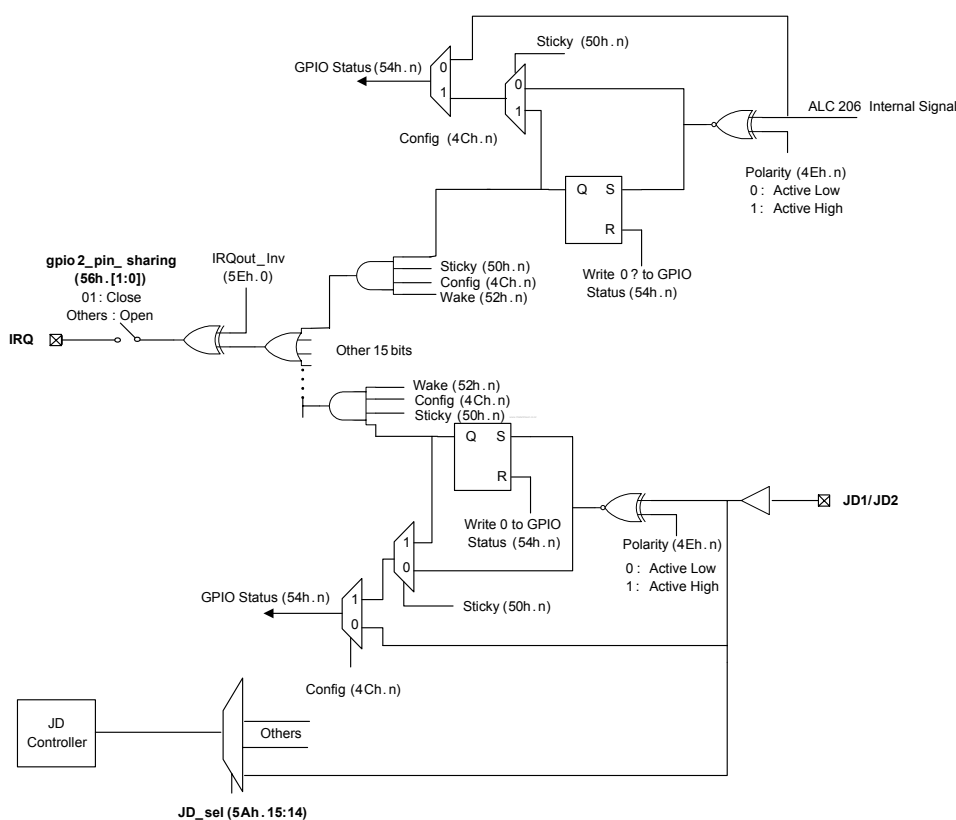 Sticky (50h.n)
GPIO Status (54h.n)
0
1
0
1
ALC 206 Internal Signal
Config (4Ch.n)
Polarity (4Eh.n)
0 : Active Low
1 : Active High
Q S
R
Write 0 ? to GPIO
Status (54h.n)
gpio 2_pin_ sharing
(56h.[1:0])
01 : Close
Others : Open
IRQout_Inv
(5Eh.0)
Sticky (50h.n)
Config (4Ch.n)
Wake (52h.n)
IRQ
Other 15 bits
Wake (52h.n)
Config (4Ch.n)
Sticky (50h.n)
Q S
R
JD1/JD2
Write 0 to GPIO
Status (54h.n)
Polarity (4Eh.n)
0 : Active Low
1 : Active High
1
0
GPIO Status (54h.n)
1
0
Sticky (50h.n)
Config (4Ch.n)
JD
Controller
Others
JD_sel (5Ah.15:14)